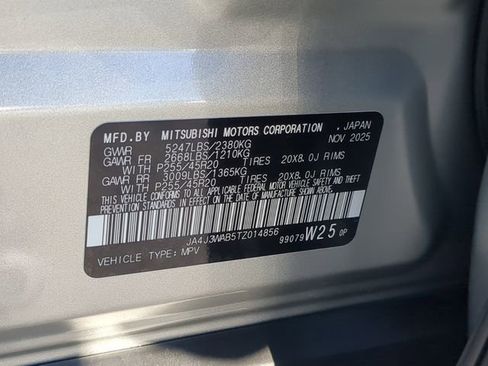 MFD.BY MITSUBISHI MOTORS CORPORATION, JAPAN
NOV 2025
GVWR 5247LBS/2380KG
GAWR FR 2668LBS/1210KG
WITH P255/45R20 TIRES 20X8.0J RIMS
GAWR RR 3009LBS/1365KG
WITH P255/45R20 TIRES 20X8.0J RIMS
THIS VEHICLE CONFORMS TO ALL APPLICABLE FEDERAL MOTOR VEHICLE SAFETY AND THEFT
PREVENTION STANDARDS IN EFFECT ON THE DATE OF MANUFACTURE SHOWN ABOVE.
JA4J3WAB5TZ014856
VEHICLE TYPE: MPV
99079 W25 0P